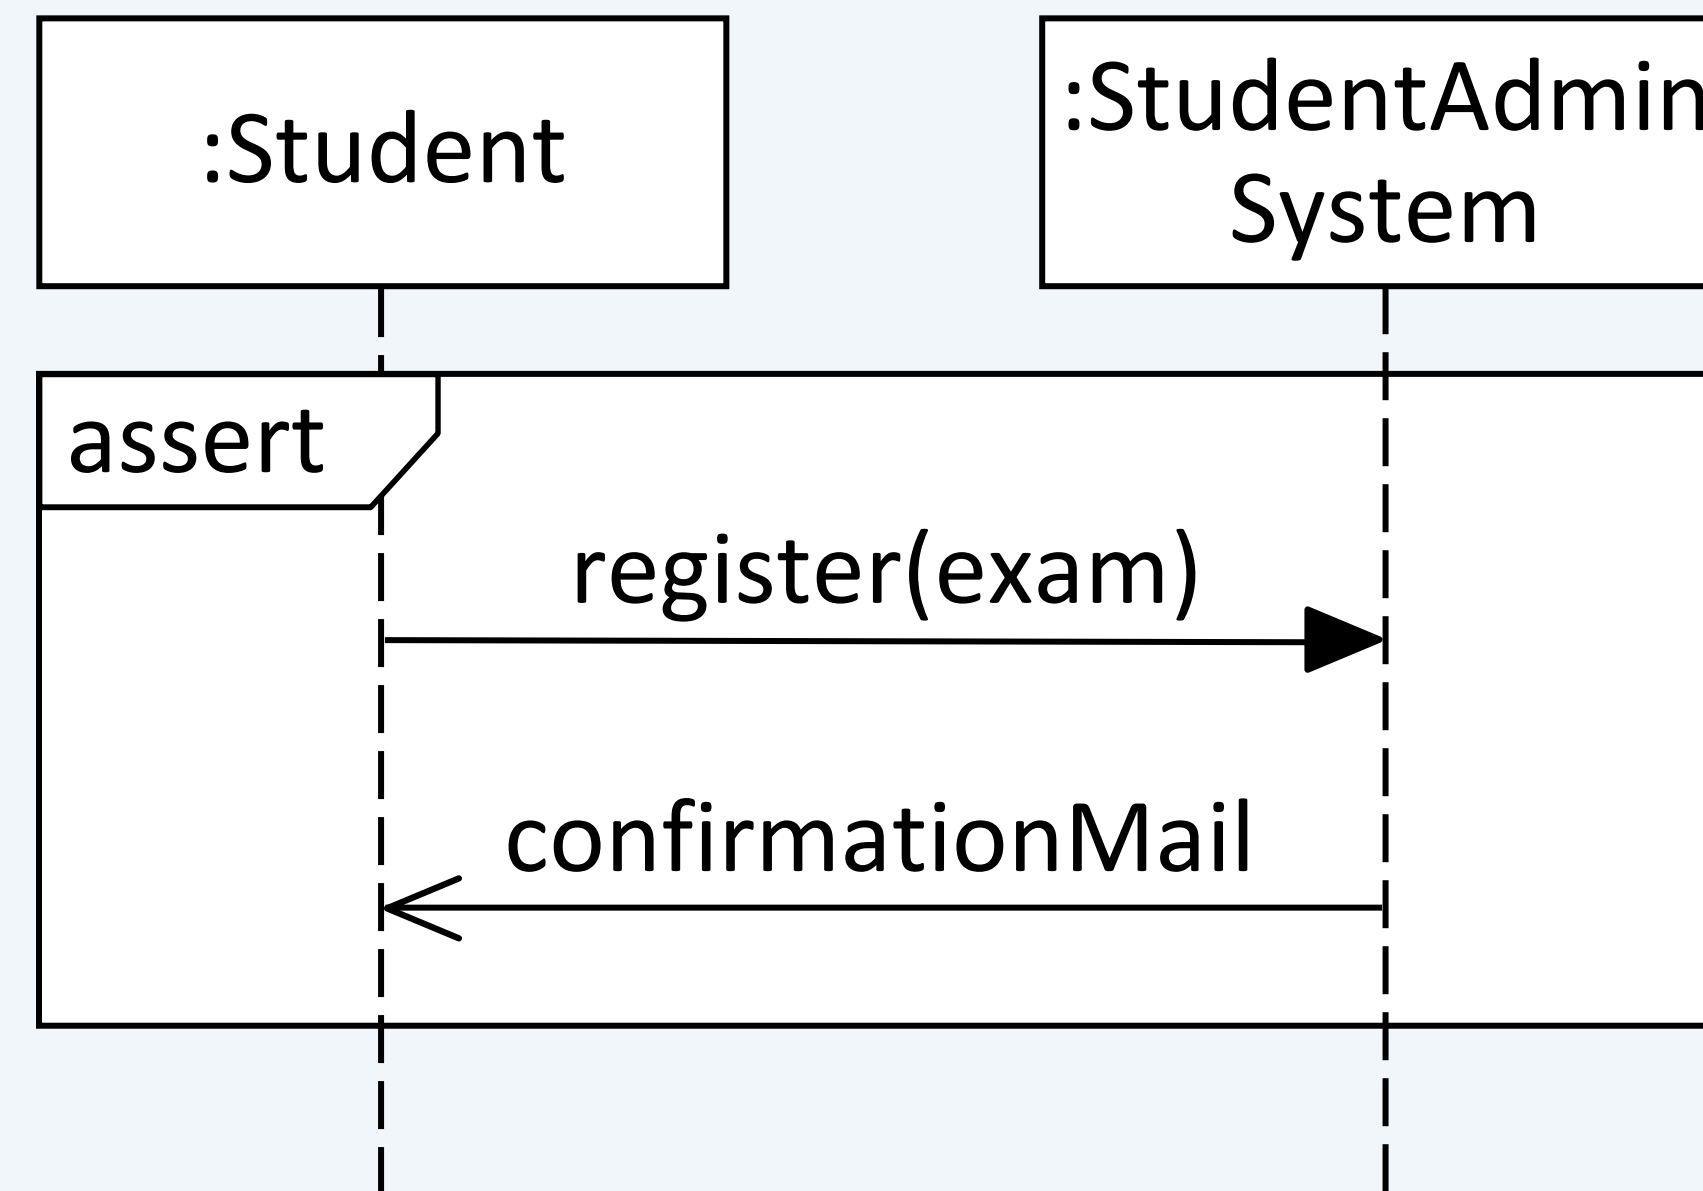 :Student
:StudentAdmin
System
assert
register(exam)
confirmationMail